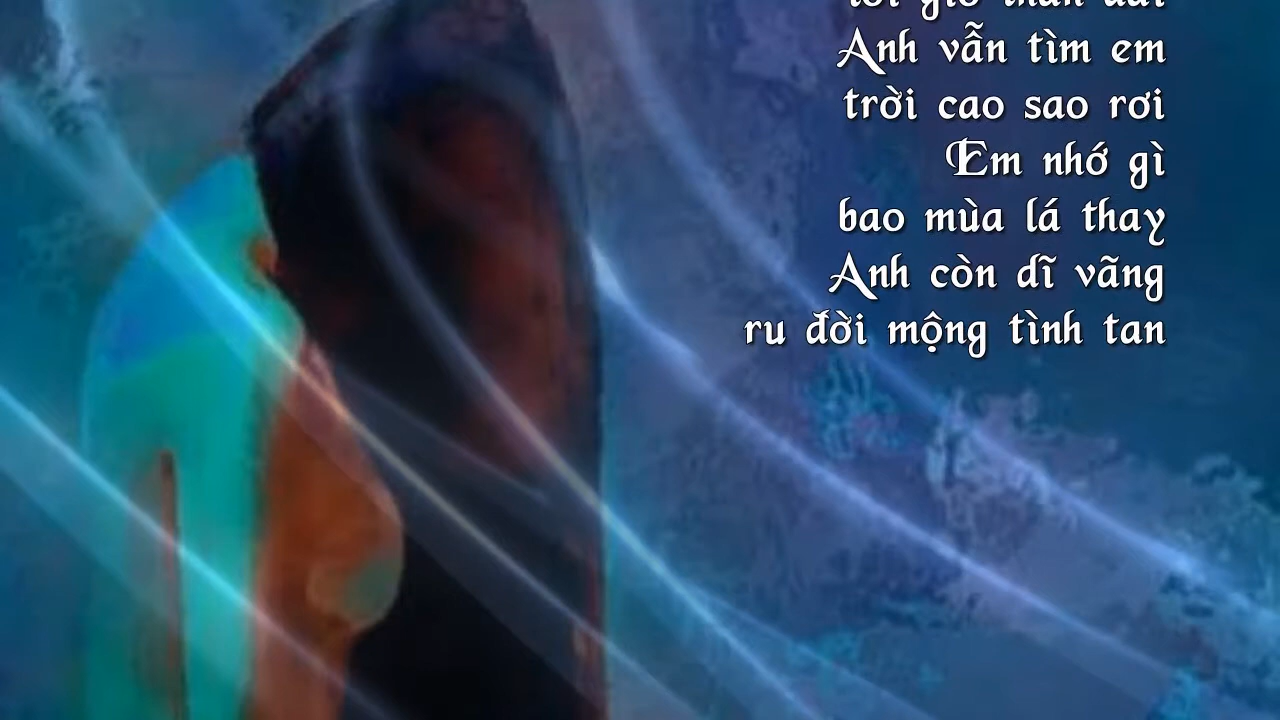 Anh vẫn tìm em
trời cao sao rơi
Em nhớ gì
bao mùa lá thay
Anh còn dĩ vãng
ru đời mộng tình tan